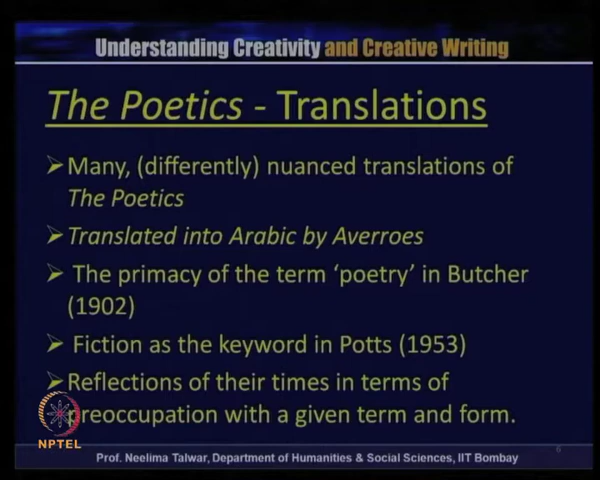 Understanding Creativity and Creative Writing
The Poetics - Translations
➢Many, (differently) nuanced translations of
The Poetics
➢Translated into Arabic by Averroes
➢ The primacy of the term ‘poetry’ in Butcher
(1902)
➢ Fiction as the keyword in Potts (1953)
➢Reflections of their times in terms of
preoccupation with a given term and form.
NPTEL
6
Prof. Neelima Talwar, Department of Humanities & Social Sciences, IIT Bombay